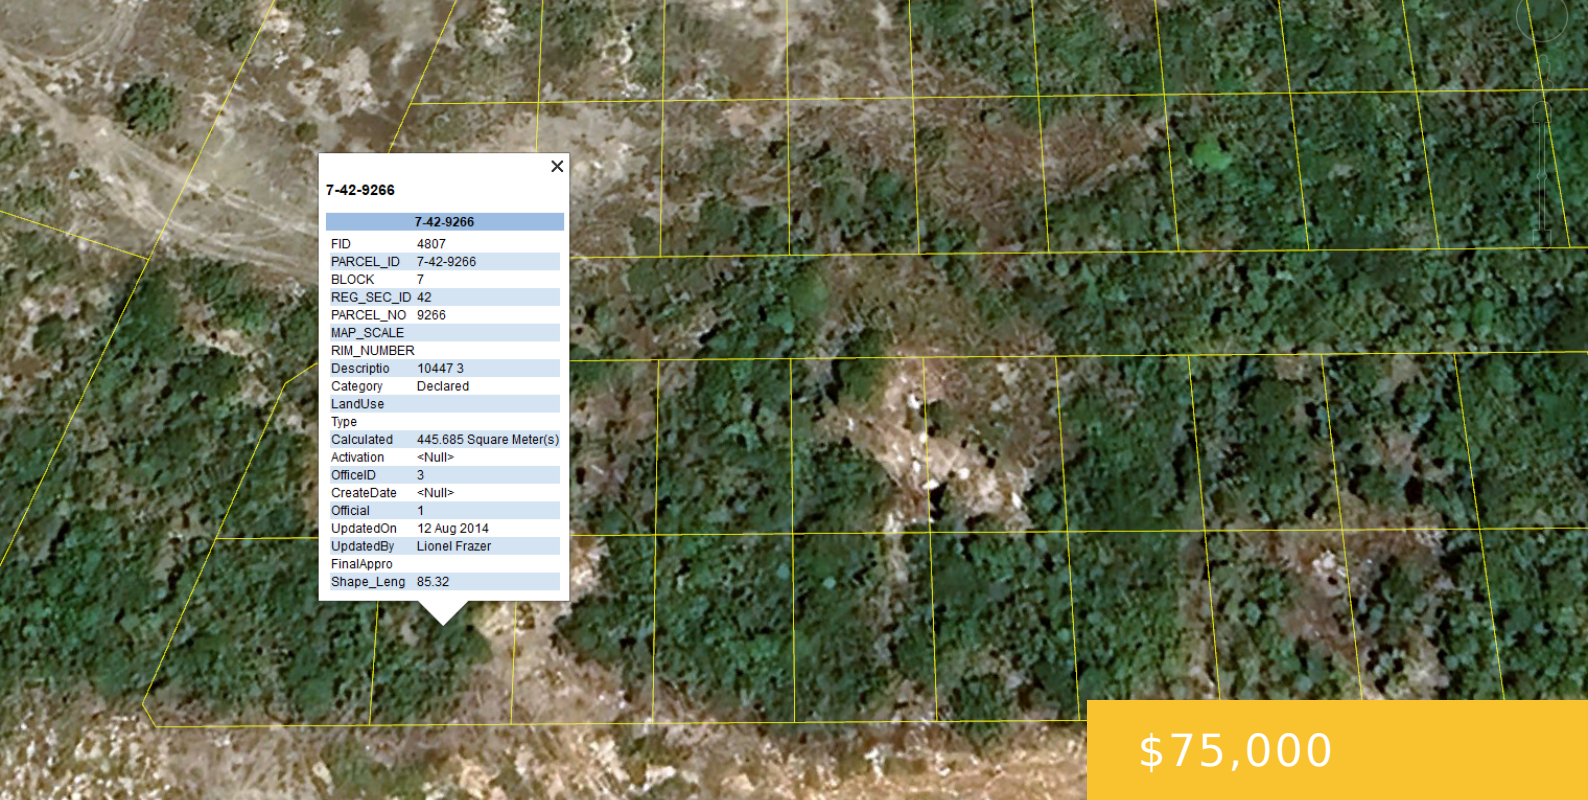 7-42-9266
7-42-9266
FID 4807
PARCEL_ID 7-42-9266
BLOCK 7
REG_SEC_ID 42
PARCEL_NO 9266
MAP_SCALE
RIM_NUMBER
Descriptio 10447 3
Category Declared
LandUse
Type
Calculated 445.685 Square Meter(s)
Activation <Null>
OfficeID 3
CreateDate <Null>
Official 1
UpdatedOn 12 Aug 2014
UpdatedBy Lionel Frazer
FinalAppro
Shape_Leng 85.32
$75,000